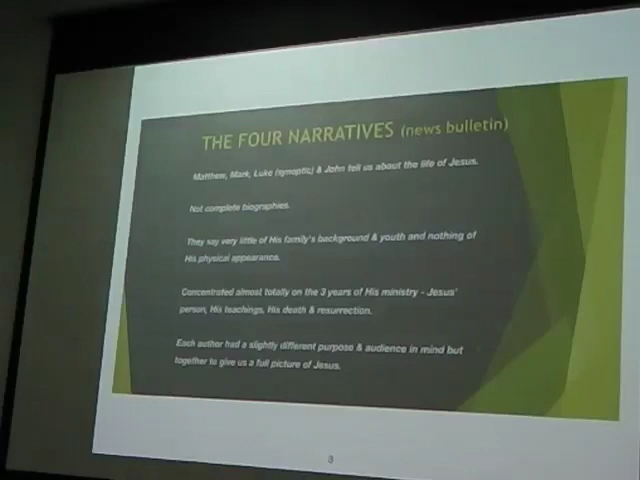 THE FOUR NARRATIVES (news bulletin)
Matthew, Mark, Luke (synoptic) & John tell us about the life of Jesus.
Not complete biographies.
They say very little of His family's background & youth and nothing of
His physical appearance.
Concentrated almost totally on the 3 years of His ministry - Jesus'
person, His teachings, His death & resurrection.
Each author had a slightly different purpose & audience in mind but
together to give us a full picture of Jesus.
3